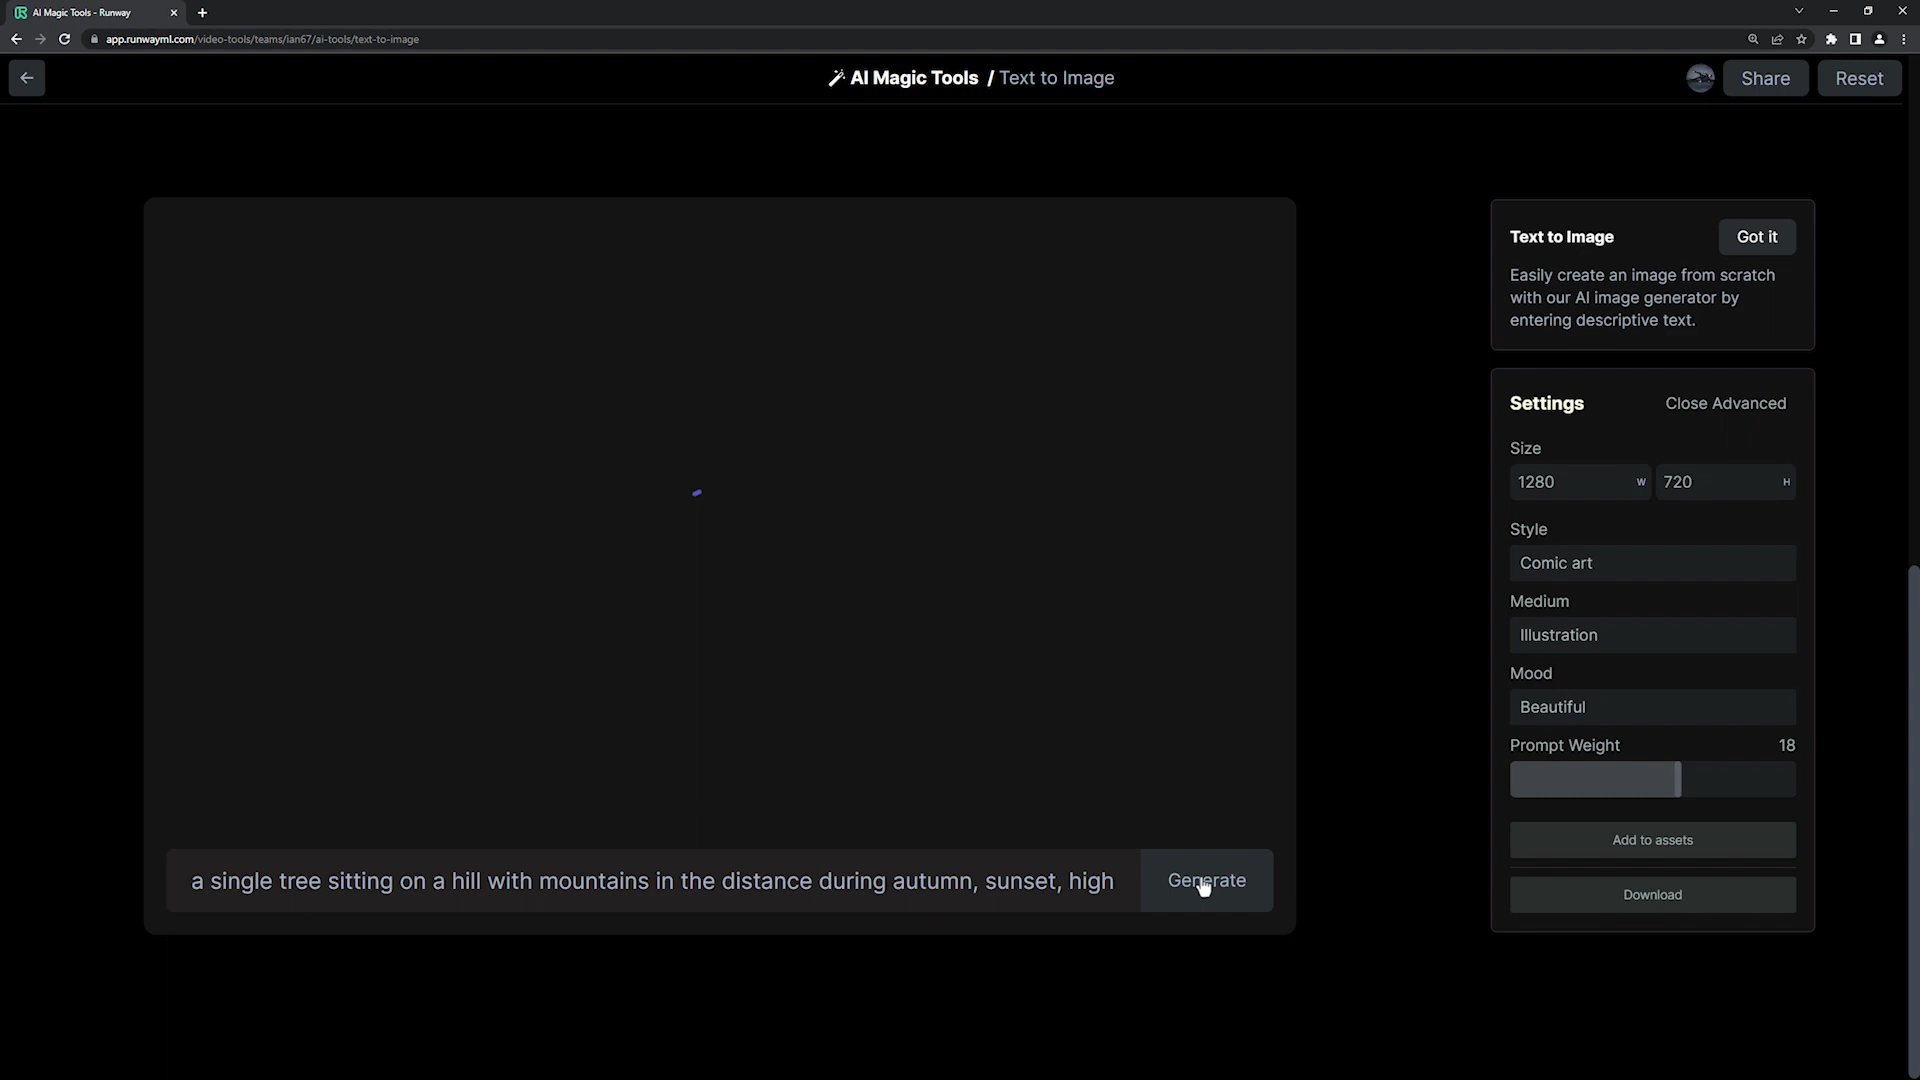 AI Magic Tools - Runway
app.runwayml.com/video-tools/teams/ian67/ai-tools/text-to-image
AI Magic Tools / Text to Image
Share
Reset
Text to Image
Got it
Easily create an image from scratch
with our AI image generator by
entering descriptive text.
Settings
Close Advanced
Size
1280 W
720 H
Style
Comic art
Medium
Illustration
Mood
Beautiful
Prompt Weight 18
Add to assets
Download
a single tree sitting on a hill with mountains in the distance during autumn, sunset, high
Generate